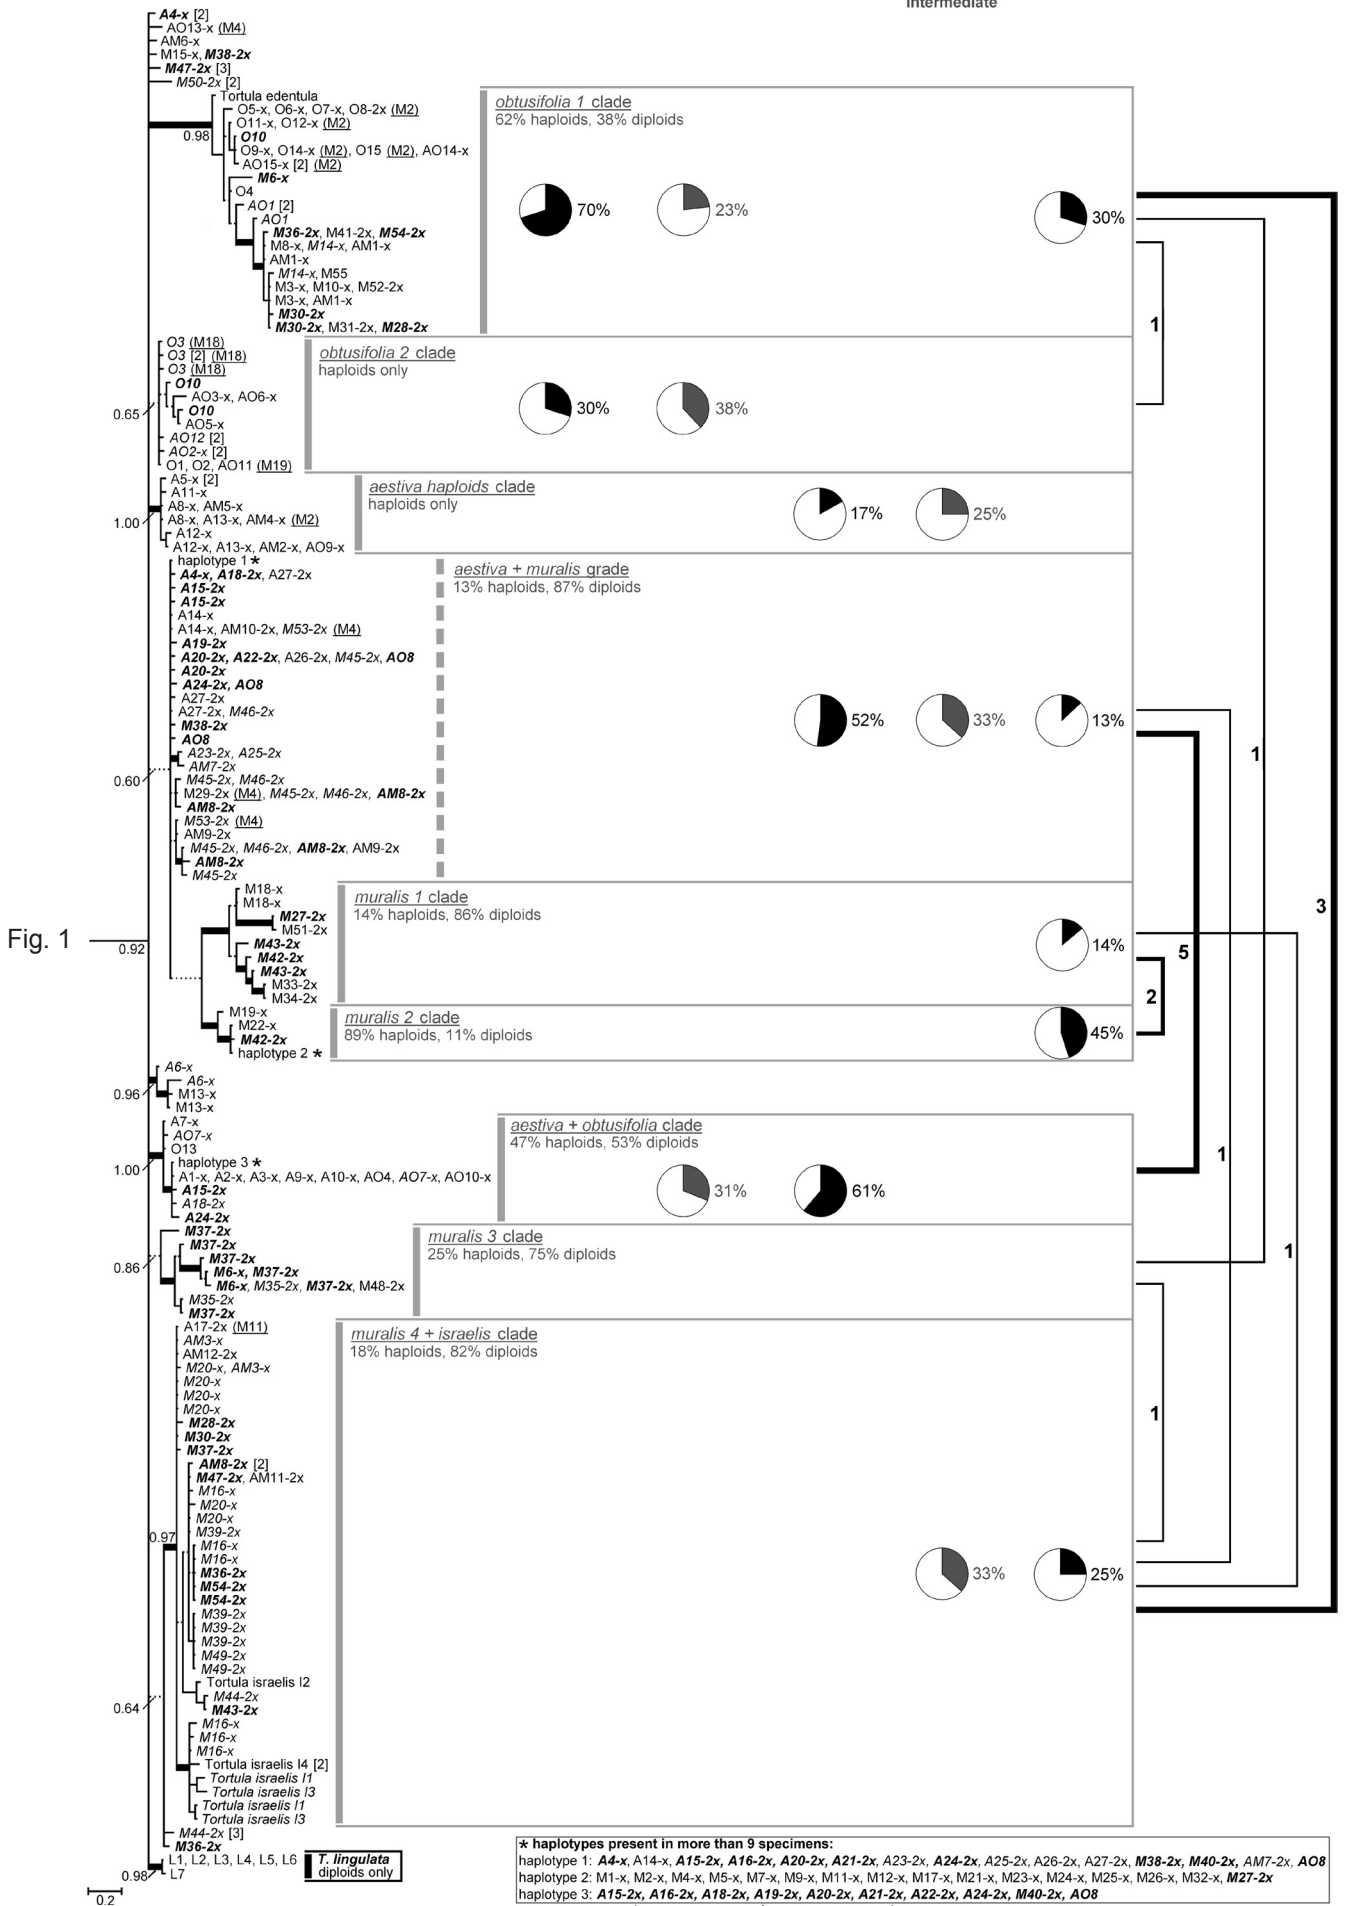 intermediate
A4-x [2]
AO13-x (M4)
AM6-x
M15-x, M38-2x
M47-2x [3]
M50-2x [2]
Tortula edentula
O5-x, O6-x, O7-x, O8-2x (M2)
O11-x, O12-x (M2)
0.98
O10
O9-x, O14-x (M2), O15 (M2), AO14-x
AO15-x [2] (M2)
M6-x
O4
AO1 [2]
AO1
M36-2x, M41-2x, M54-2x
M8-x, M14-x, AM1-x
AM1-x
M14-x, M55
M3-x, M10-x, M52-2x
M3-x, AM1-x
M30-2x
M30-2x, M31-2x, M28-2x
obtusifolia 1 clade
62% haploids, 38% diploids
70%
23%
30%
1
O3 (M18)
O3 [2] (M18)
O3 (M18)
O10
AO3-x, AO6-x
0.65
O10
AO5-x
AO12 [2]
AO2-x [2]
O1, O2, AO11 (M19)
obtusifolia 2 clade
haploids only
30%
38%
A5-x [2]
A11-x
A8-x, AM5-x
1.00
A8-x, A13-x, AM4-x (M2)
A12-x
A12-x, A13-x, AM2-x, AO9-x
aestiva haploids clade
haploids only
17%
25%
haplotype 1 *
A4-x, A18-2x, A27-2x
A15-2x
A15-2x
A14-x
A14-x, AM10-2x, M53-2x (M4)
A19-2x
A20-2x, A22-2x, A26-2x, M45-2x, AO8
A20-2x
A24-2x, AO8
A27-2x
A27-2x, M46-2x
M38-2x
AO8
A23-2x, A25-2x
AM7-2x
0.60
M45-2x, M46-2x
M29-2x (M4), M45-2x, M46-2x, AM8-2x
AM8-2x
M53-2x (M4)
AM9-2x
M45-2x, M46-2x, AM8-2x, AM9-2x
AM8-2x
M45-2x
aestiva + muralis grade
13% haploids, 87% diploids
52%
33%
13%
1
3
M18-x
M18-x
M27-2x
M51-2x
Fig. 1
0.92
M43-2x
M42-2x
M43-2x
M33-2x
M34-2x
muralis 1 clade
14% haploids, 86% diploids
14%
5
2
M19-x
M22-x
M42-2x
haplotype 2 *
muralis 2 clade
89% haploids, 11% diploids
45%
A6-x
A6-x
0.96
M13-x
M13-x
A7-x
AO7-x
O13
1.00
haplotype 3 *
A1-x, A2-x, A3-x, A9-x, A10-x, AO4, AO7-x, AO10-x
A15-2x
A18-2x
A24-2x
aestiva + obtusifolia clade
47% haploids, 53% diploids
31%
61%
1
M37-2x
M37-2x
M37-2x
0.86
M6-x, M37-2x
M6-x, M35-2x, M37-2x, M48-2x
M35-2x
M37-2x
muralis 3 clade
25% haploids, 75% diploids
1
A17-2x (M11)
AM3-x
AM12-2x
M20-x, AM3-x
M20-x
M20-x
M20-x
M28-2x
M30-2x
M37-2x
AM8-2x [2]
M47-2x, AM11-2x
M16-x
M20-x
M20-x
0.97
M39-2x
M16-x
M16-x
M36-2x
M54-2x
M54-2x
M39-2x
M39-2x
M39-2x
M49-2x
M49-2x
Tortula israelis I2
M44-2x
0.64
M43-2x
M16-x
M16-x
M16-x
Tortula israelis I4 [2]
Tortula israelis I1
Tortula israelis I3
Tortula israelis I1
Tortula israelis I3
M44-2x [3]
M36-2x
muralis 4 + israelis clade
18% haploids, 82% diploids
1
33%
25%
L1, L2, L3, L4, L5, L6
0.98
L7
T. lingulata
diploids only
0.2
* haplotypes present in more than 9 specimens:
haplotype 1: A4-x, A14-x, A15-2x, A16-2x, A20-2x, A21-2x, A23-2x, A24-2x, A25-2x, A26-2x, A27-2x, M38-2x, M40-2x, AM7-2x, AO8
haplotype 2: M1-x, M2-x, M4-x, M5-x, M7-x, M9-x, M11-x, M12-x, M17-x, M21-x, M23-x, M24-x, M25-x, M26-x, M32-x, M27-2x
haplotype 3: A15-2x, A16-2x, A18-2x, A19-2x, A20-2x, A21-2x, A22-2x, A24-2x, M40-2x, AO8